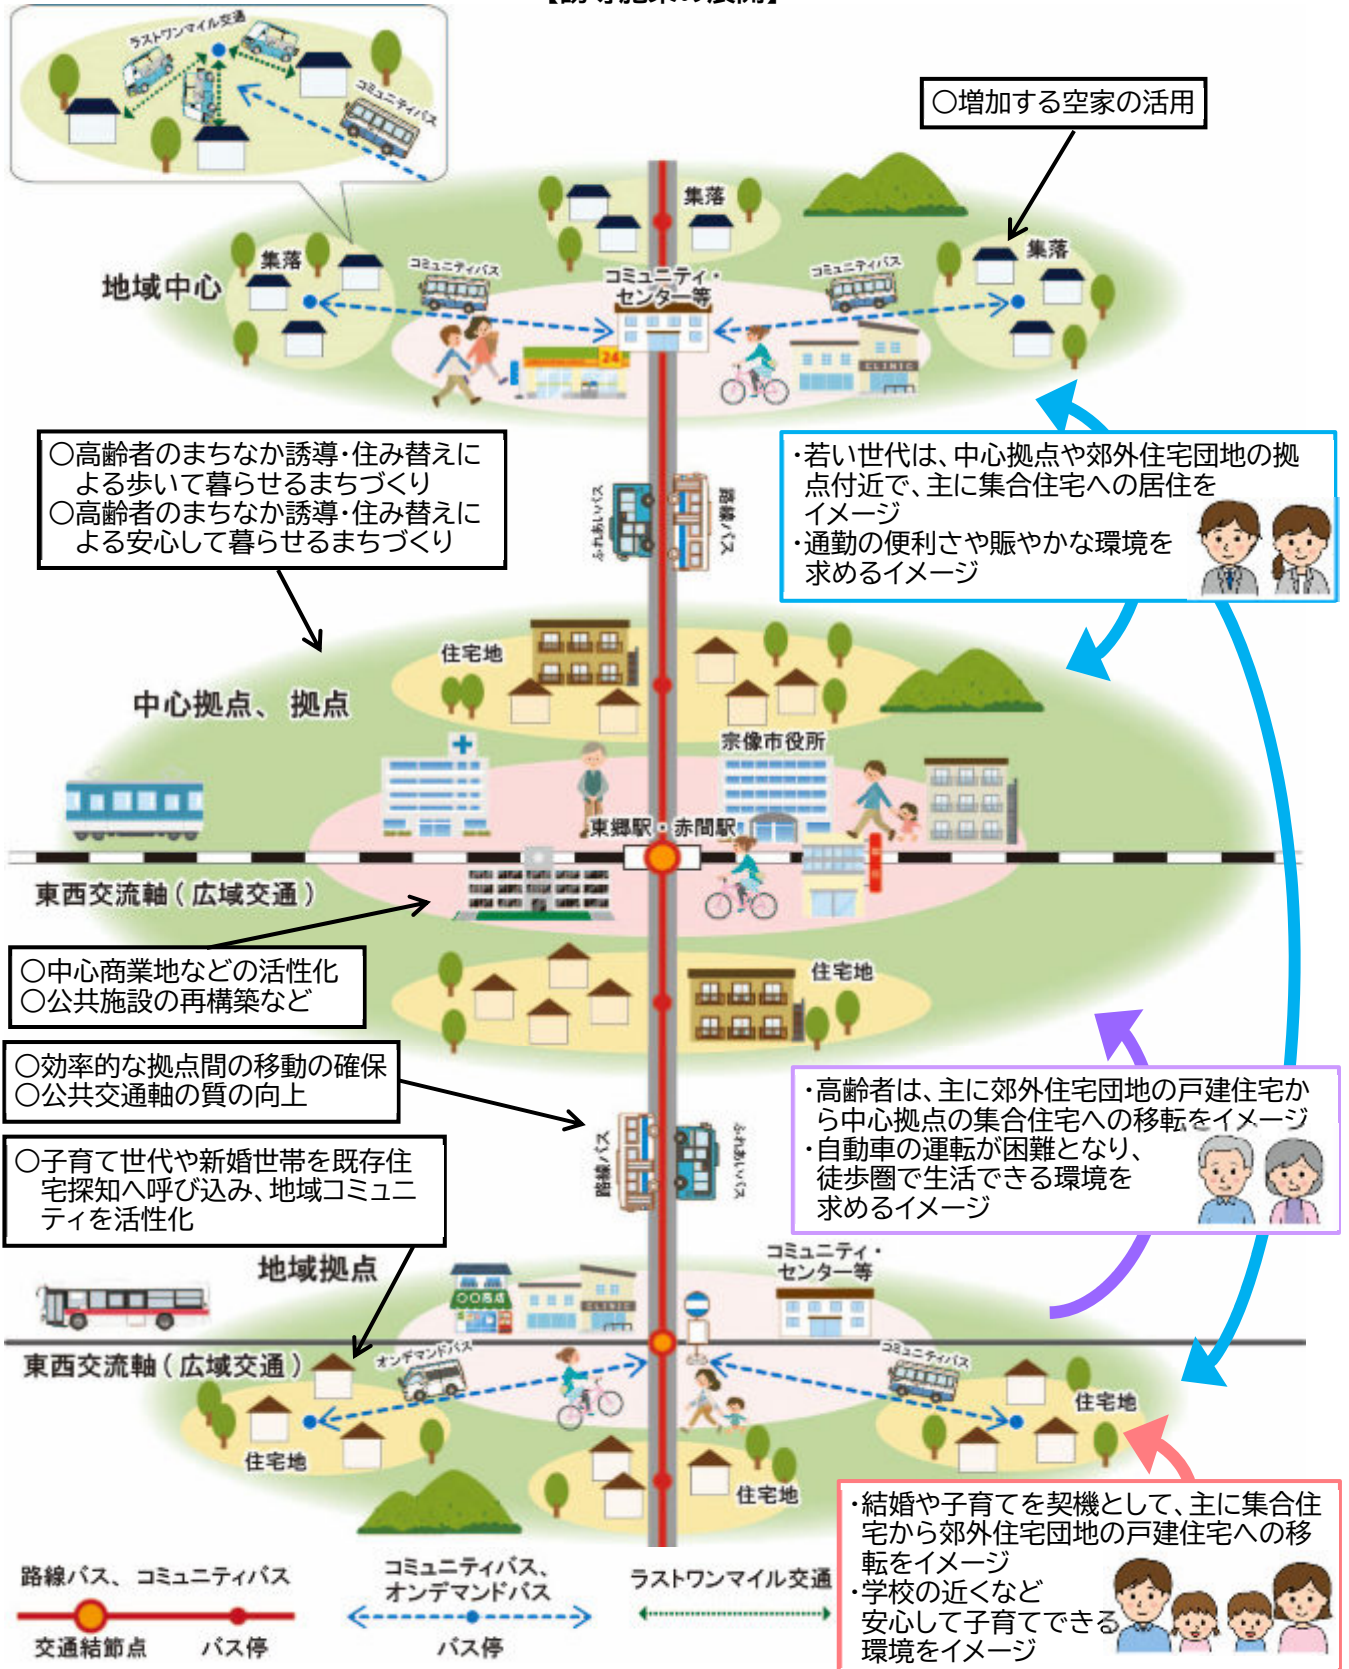 【誘導施策の展開】
ラストワンマイル交通
コミュニティバス
〇増加する空家の活用
集落
集落
集落
地域中心
コミュニティバス
コミュニティ・
センター等
コミュニティバス
24
CLINIC
〇高齢者のまちなか誘導・住み替えに
よる歩いて暮らせるまちづくり
〇高齢者のまちなか誘導・住み替えに
よる安心して暮らせるまちづくり
ふれあいバス
路線バス
・若い世代は、中心拠点や郊外住宅団地の拠
点付近で、主に集合住宅への居住を
イメージ
・通勤の便利さや賑やかな環境を
求めるイメージ
住宅地
中心拠点、拠点
宗像市役所
東郷駅・赤間駅
東西交流軸(広域交通)
〇中心商業地などの活性化
〇公共施設の再構築など
住宅地
〇効率的な拠点間の移動の確保
〇公共交通軸の質の向上
路線バス
ふれあいバス
・高齢者は、主に郊外住宅団地の戸建住宅か
ら中心拠点の集合住宅への移転をイメージ
・自動車の運転が困難となり、
徒歩圏で生活できる環境を
求めるイメージ
〇子育て世代や新婚世帯を既存住
宅探知へ呼び込み、地域コミュニ
ティを活性化
地域拠点
コミュニティ・
センター等
〇〇商店
CLINIC
東西交流軸(広域交通)
オンデマンドバス
コミュニティバス
住宅地
住宅地
住宅地
・結婚や子育てを契機として、主に集合住
宅から郊外住宅団地の戸建住宅への移
転をイメージ
・学校の近くなど
安心して子育てできる
環境をイメージ
路線バス、コミュニティバス
交通結節点
バス停
コミュニティバス、
オンデマンドバス
バス停
ラストワンマイル交通